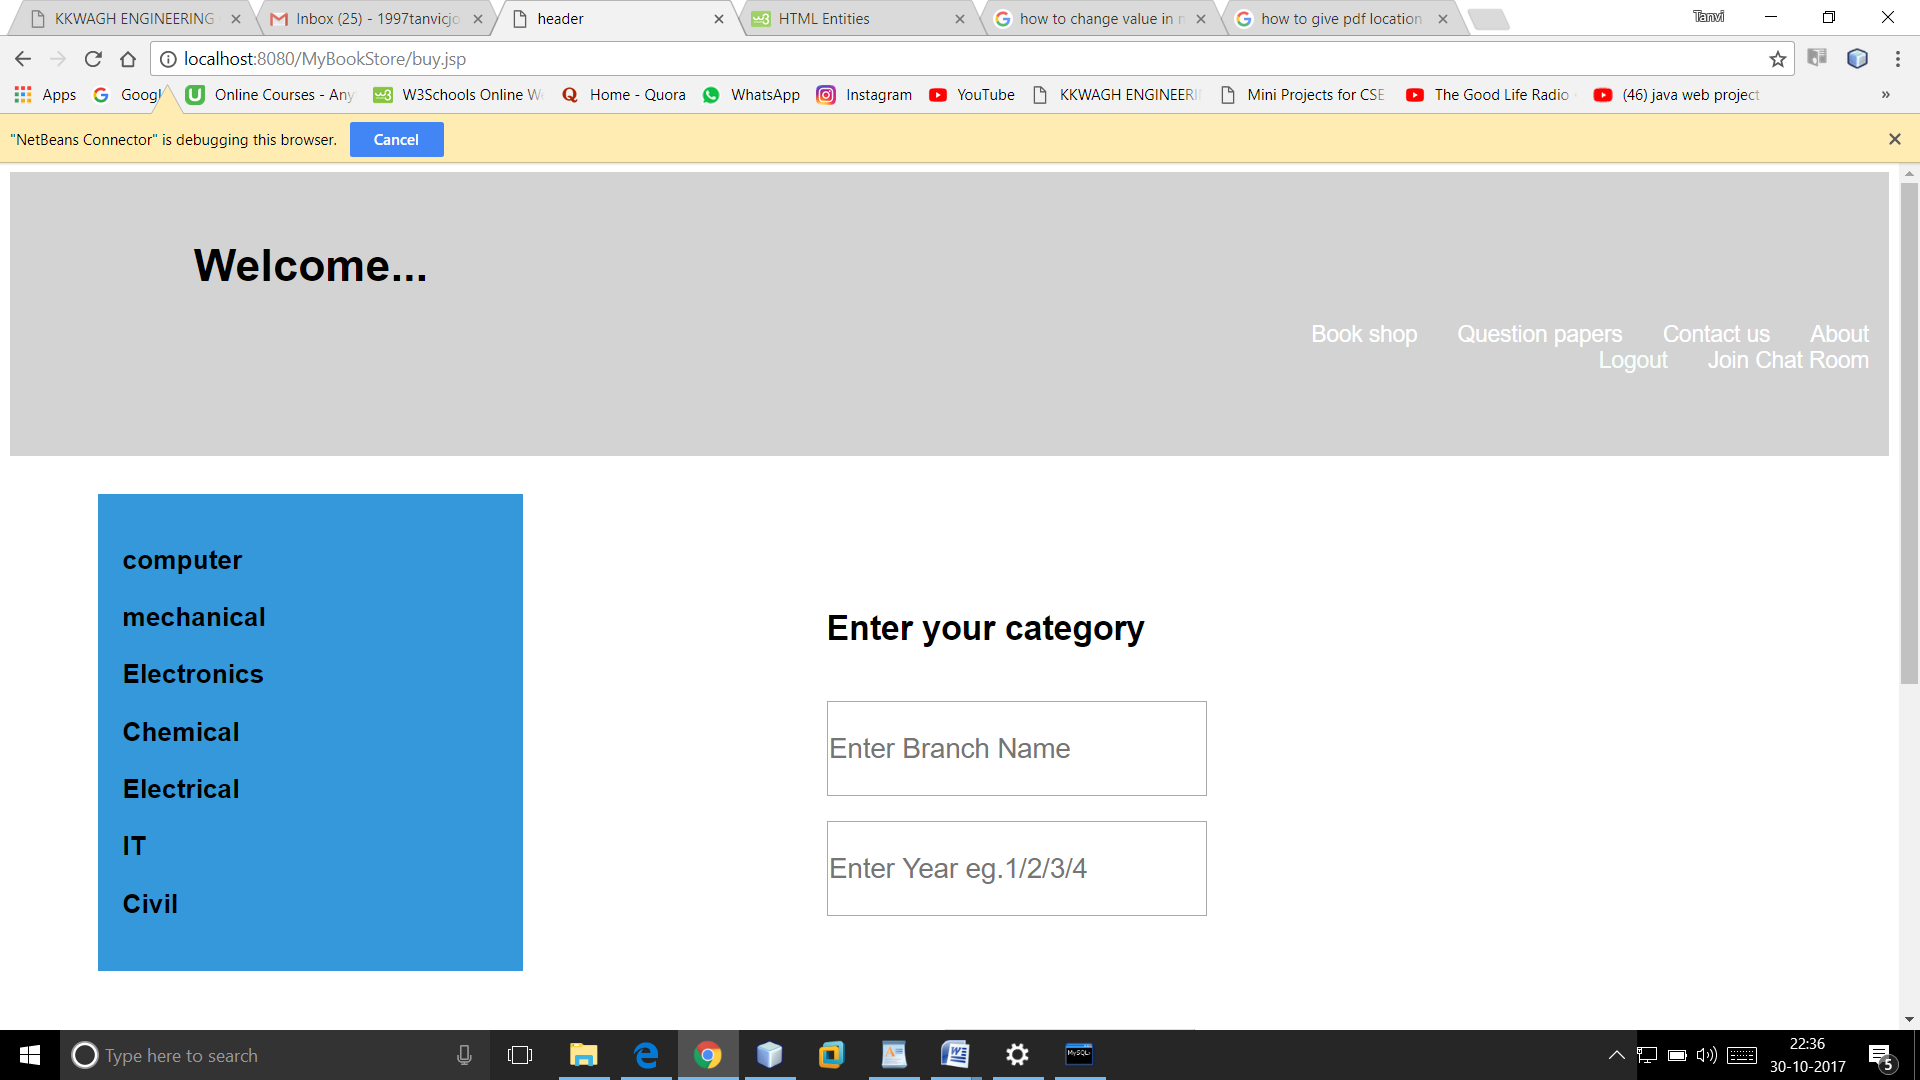 KKWAGH ENGINEERING
Inbox (25) - 1997tanvicjo
header
HTML Entities
how to change value in n
how to give pdf location
Tanvi
localhost:8080/MyBookStore/buy.jsp
Apps
Googl
Online Courses - Any
W3Schools Online W
Home - Quora
WhatsApp
Instagram
YouTube
KKWAGH ENGINEERI
Mini Projects for CSE
The Good Life Radio
(46) java web project
»
"NetBeans Connector" is debugging this browser.
Cancel
Welcome...
Book shop Question papers Contact us About
Logout Join Chat Room
computer
mechanical
Electronics
Chemical
Electrical
IT
Civil
Enter your category
Enter Branch Name
Enter Year eg.1/2/3/4
Type here to search
22:36
30-10-2017
5